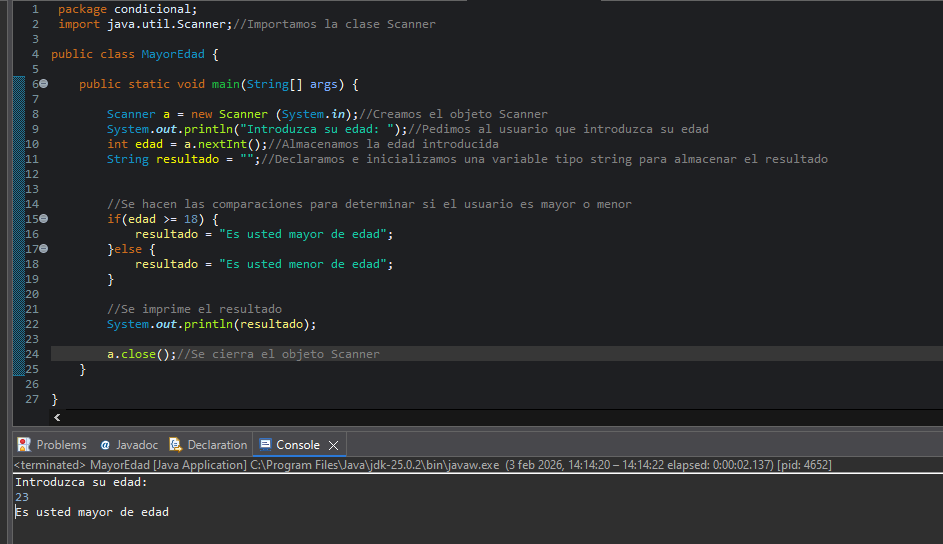 1 package condicional;
2 import java.util.Scanner;//Importamos la clase Scanner
3
4 public class MayorEdad {
5
6 public static void main(String[] args) {
7
8 Scanner a = new Scanner (System.in);//Creamos el objeto Scanner
9 System.out.println("Introduzca su edad: ");//Pedimos al usuario que introduzca su edad
10 int edad = a.nextInt();//Almacenamos la edad introducida
11 String resultado = "";//Declaramos e inicializamos una variable tipo string para almacenar el resultado
12
13
14 //Se hacen las comparaciones para determinar si el usuario es mayor o menor
15 if(edad >= 18) {
16 resultado = "Es usted mayor de edad";
17 }else {
18 resultado = "Es usted menor de edad";
19 }
20
21 //Se imprime el resultado
22 System.out.println(resultado);
23
24 a.close();//Se cierra el objeto Scanner
25 }
26
27 }
Problems Javadoc Declaration Console
<terminated> MayorEdad [Java Application] C:\Program Files\Java\jdk-25.0.2\bin\javaw.exe (3 feb 2026, 14:14:20 – 14:14:22 elapsed: 0:00:02.137) [pid: 4652]
Introduzca su edad:
23
Es usted mayor de edad